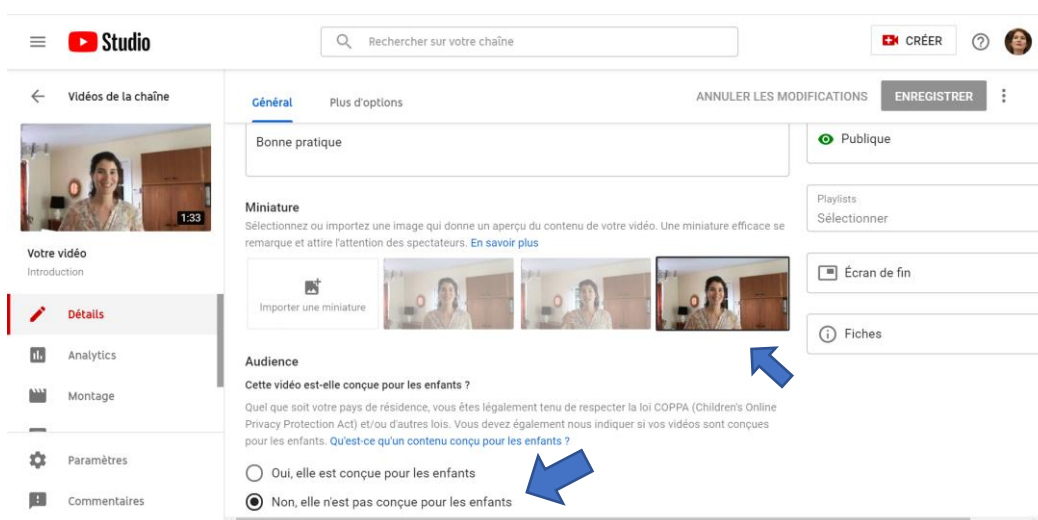 Studio
Rechercher sur votre chaîne
CRÉER
Vidéos de la chaîne
Général
Plus d'options
ANNULER LES MODIFICATIONS
ENREGISTRER
Bonne pratique
Publique
1:33
Miniature
Sélectionnez ou importez une image qui donne un aperçu du contenu de votre vidéo. Une miniature efficace se
remarque et attire l'attention des spectateurs. En savoir plus
Playlists
Sélectionner
Votre vidéo
Introduction
Importer une miniature
Écran de fin
Détails
Fiches
Analytics
Audience
Cette vidéo est-elle conçue pour les enfants ?
Montage
Quel que soit votre pays de résidence, vous êtes légalement tenu de respecter la loi COPPA (Children's Online
Privacy Protection Act) et/ou d'autres lois. Vous devez également nous indiquer si vos vidéos sont conçues
pour les enfants. Qu'est-ce qu'un contenu conçu pour les enfants ?
Paramètres
Oui, elle est conçue pour les enfants
Commentaires
Non, elle n'est pas conçue pour les enfants